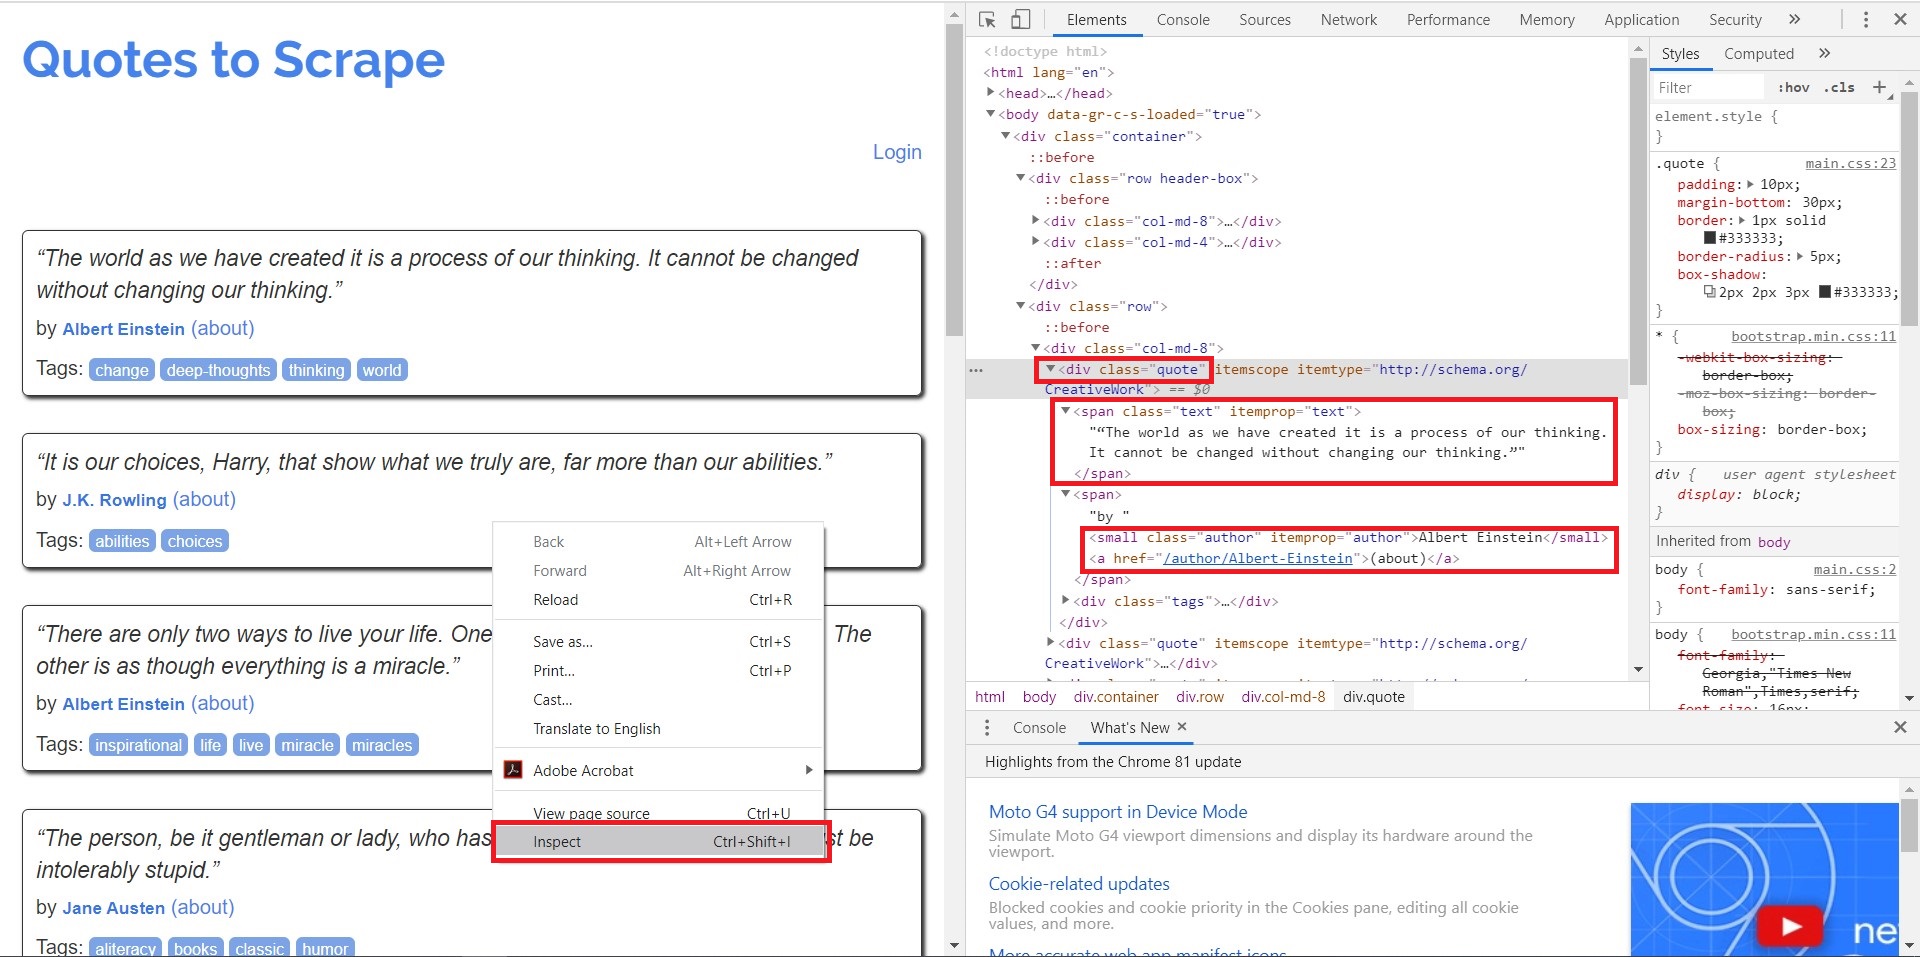 Quotes to Scrape
Login
“The world as we have created it is a process of our thinking. It cannot be changed
without changing our thinking.”
by Albert Einstein (about)
Tags: change deep-thoughts thinking world
“It is our choices, Harry, that show what we truly are, far more than our abilities.”
by J.K. Rowling (about)
Tags: abilities choices
“There are only two ways to live your life. One The
other is as though everything is a miracle.”
by Albert Einstein (about)
Tags: inspirational life live miracle miracles
“The person, be it gentleman or lady, who has be
intolerably stupid.”
by Jane Austen (about)
Tags: aliteracy books classic humor
Back Alt+Left Arrow
Forward Alt+Right Arrow
Reload Ctrl+R
Save as... Ctrl+S
Print... Ctrl+P
Cast...
Translate to English
Adobe Acrobat
View page source Ctrl+U
Inspect Ctrl+Shift+I
Elements Console Sources Network Performance Memory Application Security »
<!doctype html>
<html lang="en">
<head>…</head>
<body data-gr-c-s-loaded="true">
<div class="container">
::before
<div class="row header-box">
::before
<div class="col-md-8">…</div>
<div class="col-md-4">…</div>
::after
</div>
<div class="row">
::before
<div class="col-md-8">
<div class="quote" itemscope itemtype="http://schema.org/
CreativeWork"> == $0
<span class="text" itemprop="text">
"“The world as we have created it is a process of our thinking.
It cannot be changed without changing our thinking.”"
</span>
<span>
"by "
<small class="author" itemprop="author">Albert Einstein</small>
<a href="/author/Albert-Einstein">(about)</a>
</span>
<div class="tags">…</div>
</div>
<div class="quote" itemscope itemtype="http://schema.org/
CreativeWork">…</div>
html body div.container div.row div.col-md-8 div.quote
Styles Computed »
Filter :hov .cls +
element.style {
}
.quote { main.css:23
padding: 10px;
margin-bottom: 30px;
border: 1px solid
#333333;
border-radius: 5px;
box-shadow:
2px 2px 3px #333333;
}
* { bootstrap.min.css:11
-webkit-box-sizing:
border-box;
-moz-box-sizing: border-
box;
box-sizing: border-box;
}
div { user agent stylesheet
display: block;
}
Inherited from body
body { main.css:2
font-family: sans-serif;
}
body { bootstrap.min.css:11
font-family:
Georgia,"Times New
Roman",Times,serif;
font-size: 16px;
Console What's New
Highlights from the Chrome 81 update
Moto G4 support in Device Mode
Simulate Moto G4 viewport dimensions and display its hardware around the
viewport.
Cookie-related updates
Blocked cookies and cookie priority in the Cookies pane, editing all cookie
values, and more.
More accurate web app manifest icons